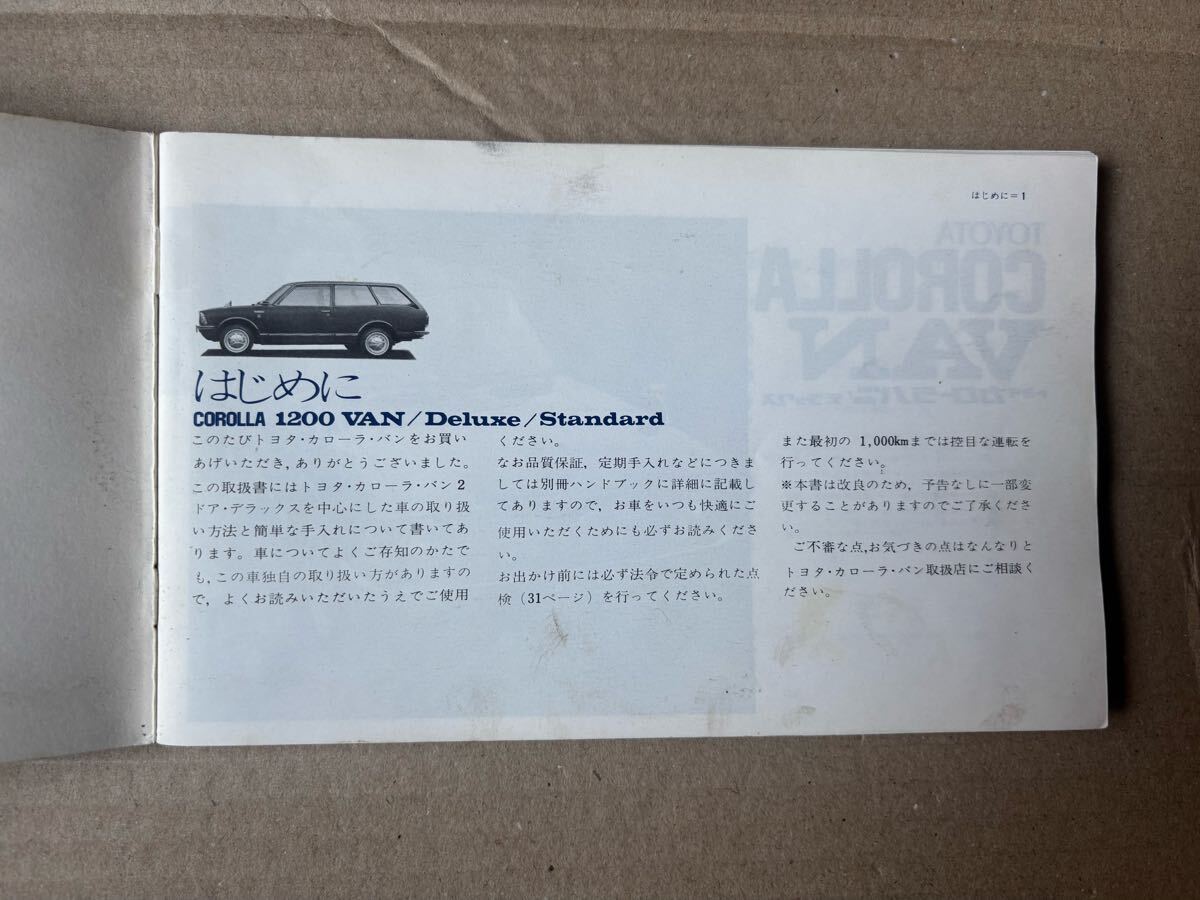 はじめに＝1
はじめに
COROLLA 1200 VAN/Deluxe/Standard
このたびトヨタ・カローラ・バンをお買い
あげいただき，ありがとうございました。
この取扱書にはトヨタ・カローラ・バン2
ドア・デラックスを中心にした車の取り扱
い方法と簡単な手入れについて書いてあ
ります。車についてよくご存知のかたで
も，この車独自の取り扱い方がありますの
で，よくお読みいただいたうえでご使用
ください。
なお品質保証，定期手入れなどにつきま
しては別冊ハンドブックに詳細に記載し
てありますので，お車をいつも快適にご
使用いただくためにも必ずお読みくださ
い。
お出かけ前には必ず法令で定められた点
検（31ページ）を行ってください。
また最初の 1,000kmまでは控目な運転を
行ってください。
※本書は改良のため，予告なしに一部変
更することがありますのでご了承くださ
い。
ご不審な点，お気づきの点はなんなりと
トヨタ・カローラ・バン取扱店にご相談く
ださい。
TOYOTA
COROLLA
VAN